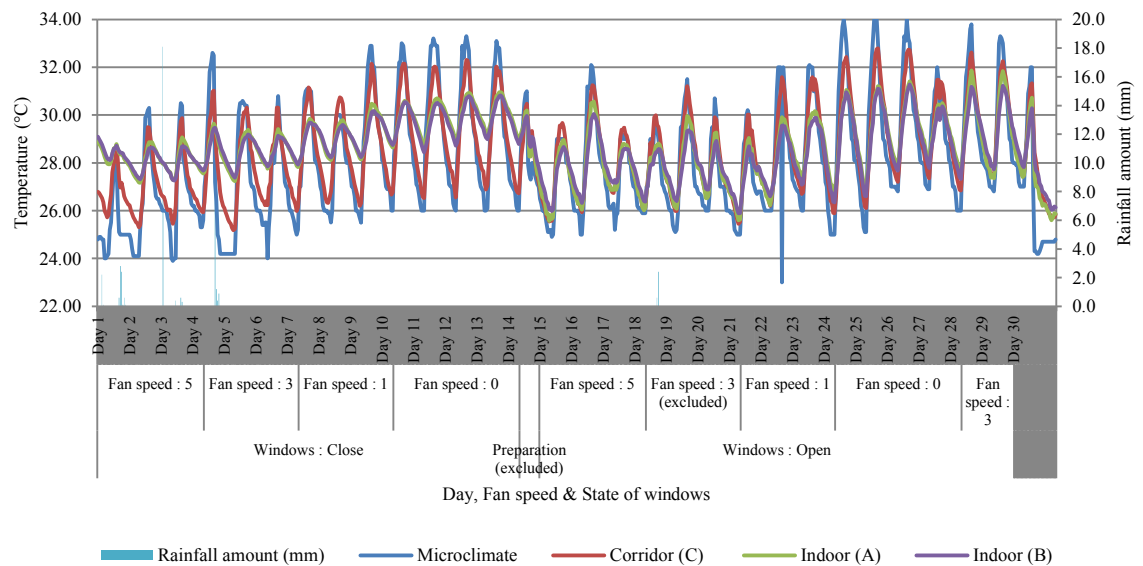 34.00
32.00
30.00
28.00
26.00
24.00
22.00
Temperature (°C)
20.0
18.0
16.0
14.0
12.0
10.0
8.0
6.0
4.0
2.0
0.0
Rainfall amount (mm)
Day 1
Day 2
Day 3
Day 4
Day 5
Day 6
Day 7
Day 8
Day 9
Day 10
Day 11
Day 12
Day 13
Day 14
Day 15
Day 16
Day 17
Day 18
Day 19
Day 20
Day 21
Day 22
Day 23
Day 24
Day 25
Day 26
Day 27
Day 28
Day 29
Day 30
Fan speed : 5
Fan speed : 3
Fan speed : 1
Fan speed : 0
Fan speed : 5
Fan speed : 3
(excluded)
Fan speed : 1
Fan speed : 0
Fan
speed :
3
Windows : Close
Preparation
(excluded)
Windows : Open
Day, Fan speed & State of windows
Rainfall amount (mm)
Microclimate
Corridor (C)
Indoor (A)
Indoor (B)